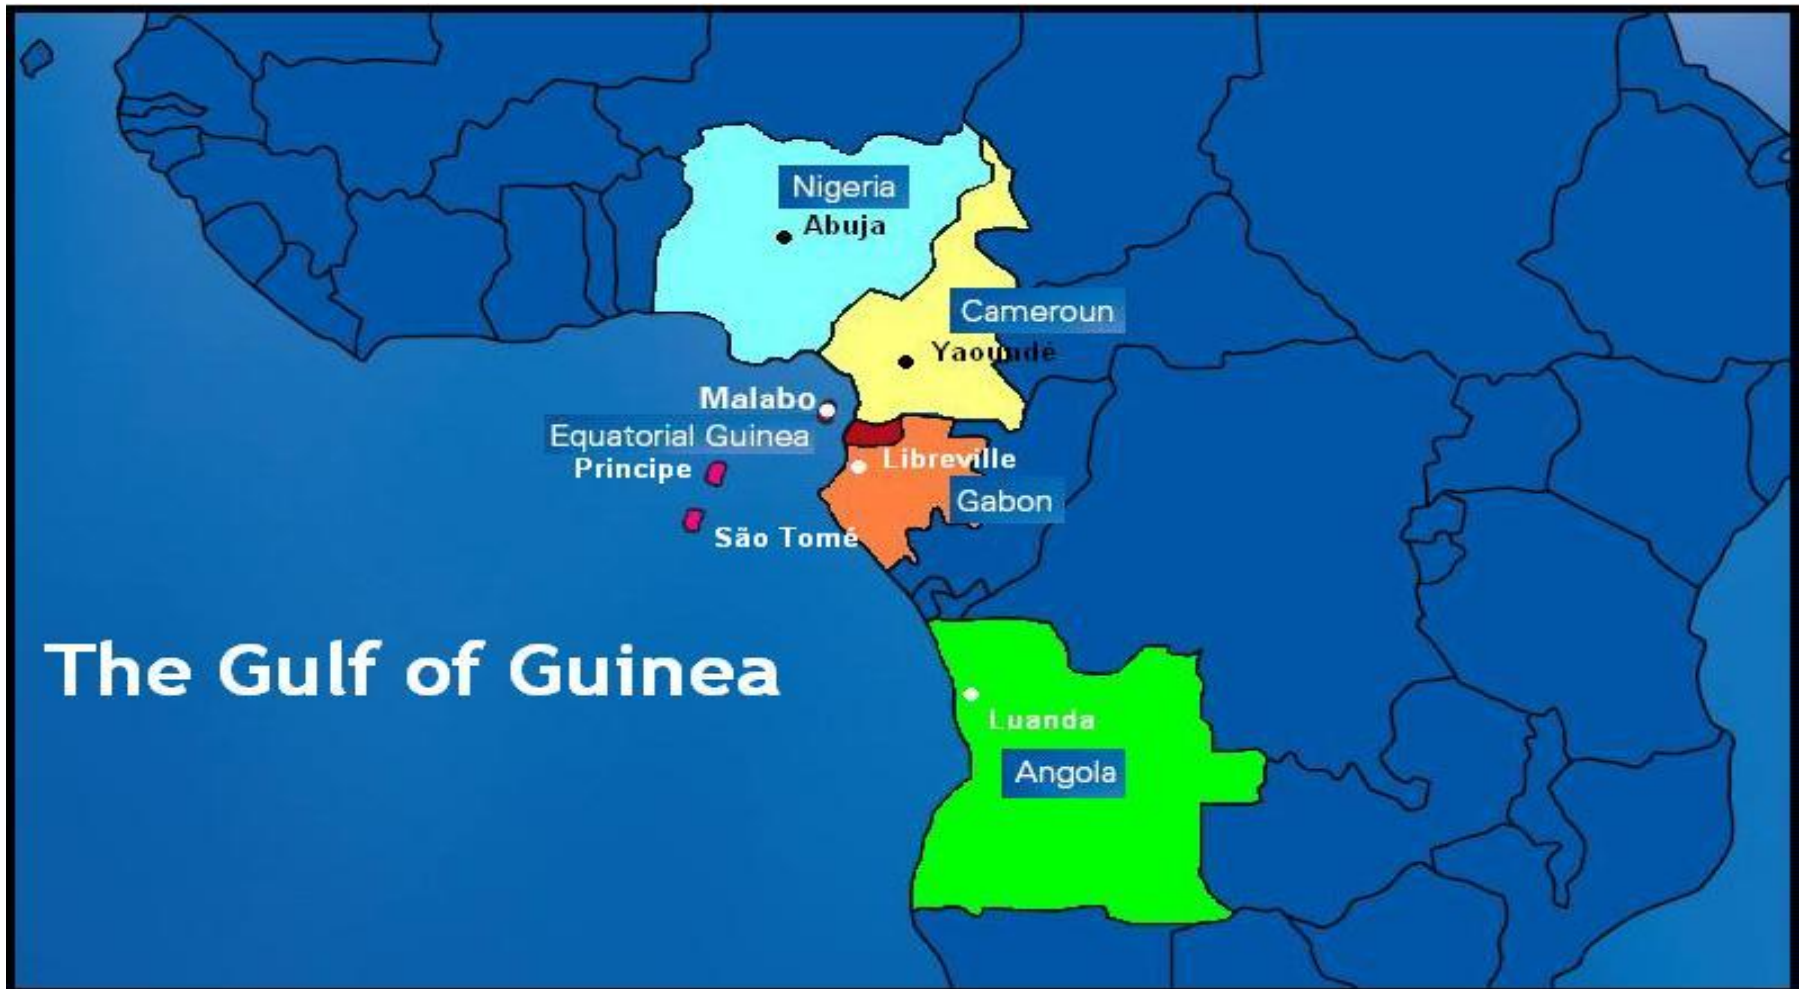 Nigeria
Abuja
Cameroun
Yaoundé
Malabo
Equatorial Guinea
Principe
Libreville
Gabon
São Tomé
The Gulf of Guinea
Luanda
Angola